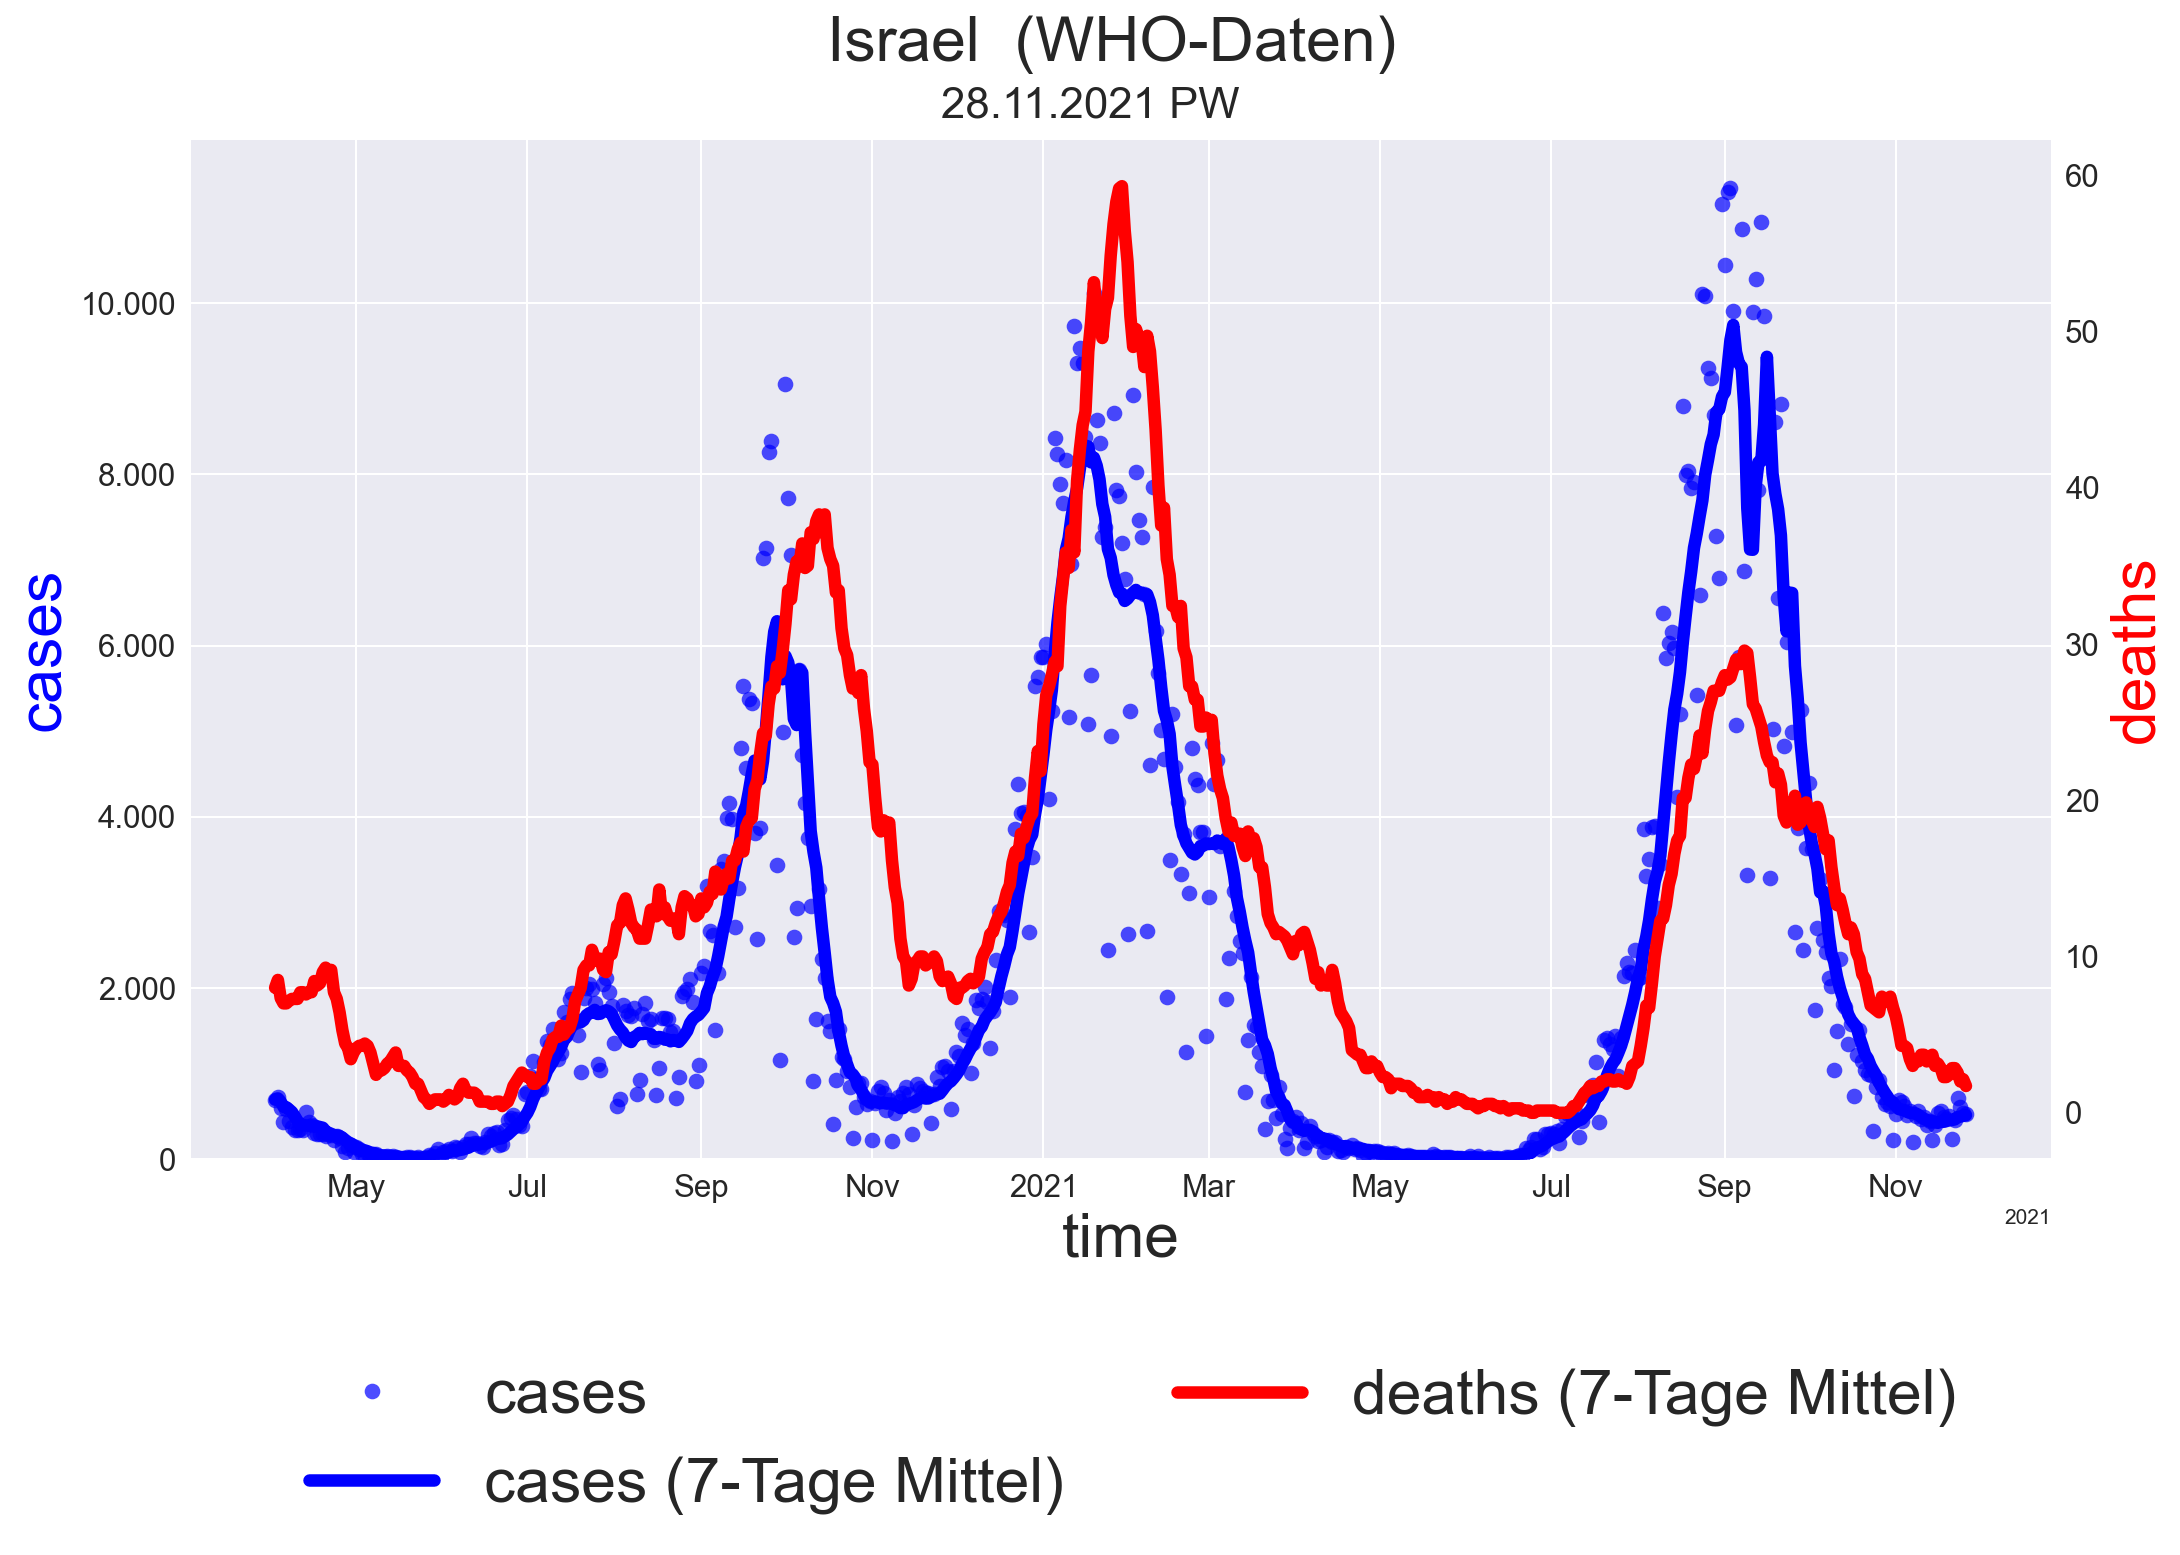 Israel  (WHO-Daten)
28.11.2021 PW
cases
deaths
10.000
8.000
6.000
4.000
2.000
0
60
50
40
30
20
10
0
May Jul Sep Nov 2021 Mar May Jul Sep Nov
2021
time
cases
cases (7-Tage Mittel)
deaths (7-Tage Mittel)